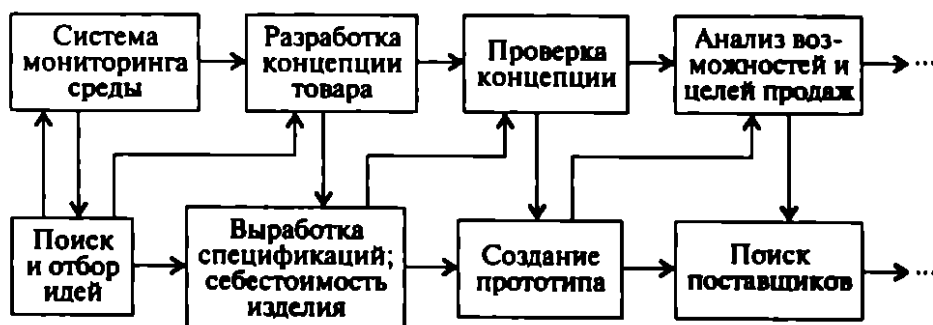 Система
мониторинга
среды
Разработка
концепции
товара
Проверка
концепции
Анализ воз-
можностей и
целей продаж
...
Поиск
и отбор
идей
Выработка
спецификаций;
себестоимость
изделия
Создание
прототипа
Поиск
поставщиков
...